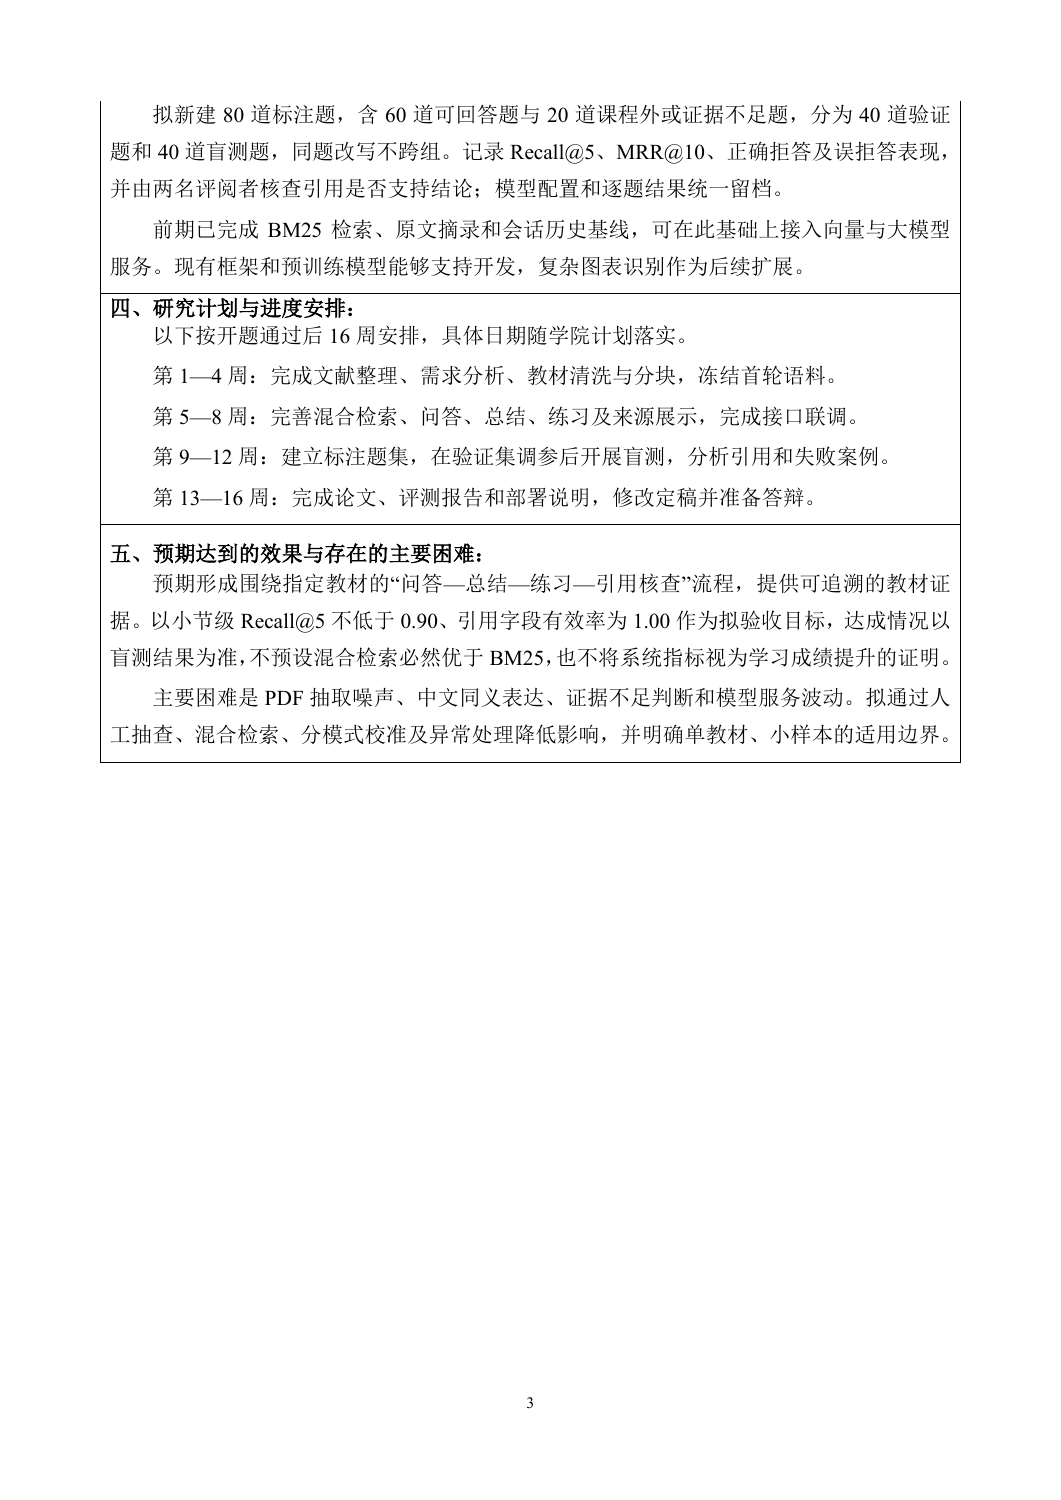 拟新建 80 道标注题，含 60 道可回答题与 20 道课程外或证据不足题，分为 40 道验证
题和 40 道盲测题，同题改写不跨组。记录 Recall@5、MRR@10、正确拒答及误拒答表现，
并由两名评阅者核查引用是否支持结论；模型配置和逐题结果统一留档。
前期已完成 BM25 检索、原文摘录和会话历史基线，可在此基础上接入向量与大模型
服务。现有框架和预训练模型能够支持开发，复杂图表识别作为后续扩展。
四、研究计划与进度安排：
以下按开题通过后 16 周安排，具体日期随学院计划落实。
第 1—4 周：完成文献整理、需求分析、教材清洗与分块，冻结首轮语料。
第 5—8 周：完善混合检索、问答、总结、练习及来源展示，完成接口联调。
第 9—12 周：建立标注题集，在验证集调参后开展盲测，分析引用和失败案例。
第 13—16 周：完成论文、评测报告和部署说明，修改定稿并准备答辩。
五、预期达到的效果与存在的主要困难：
预期形成围绕指定教材的“问答—总结—练习—引用核查”流程，提供可追溯的教材证
据。以小节级 Recall@5 不低于 0.90、引用字段有效率为 1.00 作为拟验收目标，达成情况以
盲测结果为准，不预设混合检索必然优于 BM25，也不将系统指标视为学习成绩提升的证明。
主要困难是 PDF 抽取噪声、中文同义表达、证据不足判断和模型服务波动。拟通过人
工抽查、混合检索、分模式校准及异常处理降低影响，并明确单教材、小样本的适用边界。
3